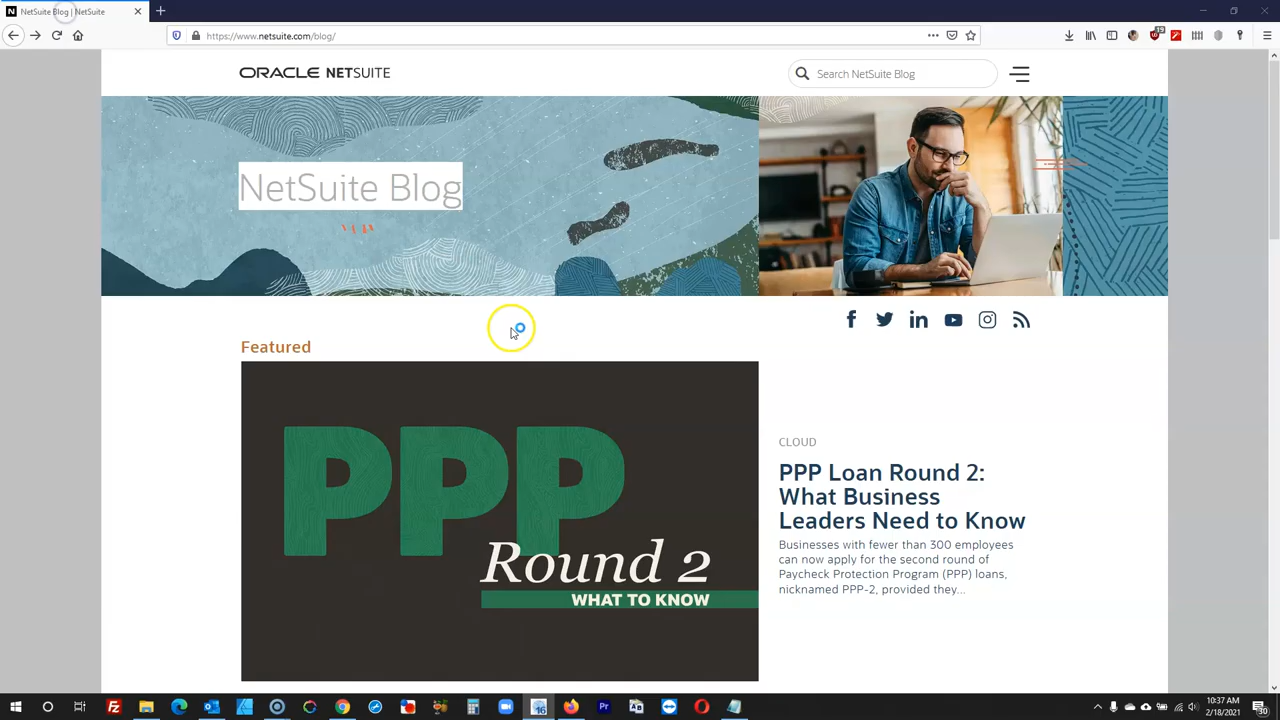 NetSuite Blog | NetSuite
https://www.netsuite.com/blog/
ORACLE NETSUITE
Search NetSuite Blog
NetSuite Blog
Featured
PPP
Round 2
WHAT TO KNOW
CLOUD
PPP Loan Round 2:
What Business
Leaders Need to Know
Businesses with fewer than 300 employees
can now apply for the second round of
Paycheck Protection Program (PPP) loans,
nicknamed PPP-2, provided they...
10:37 AM
2/18/2021